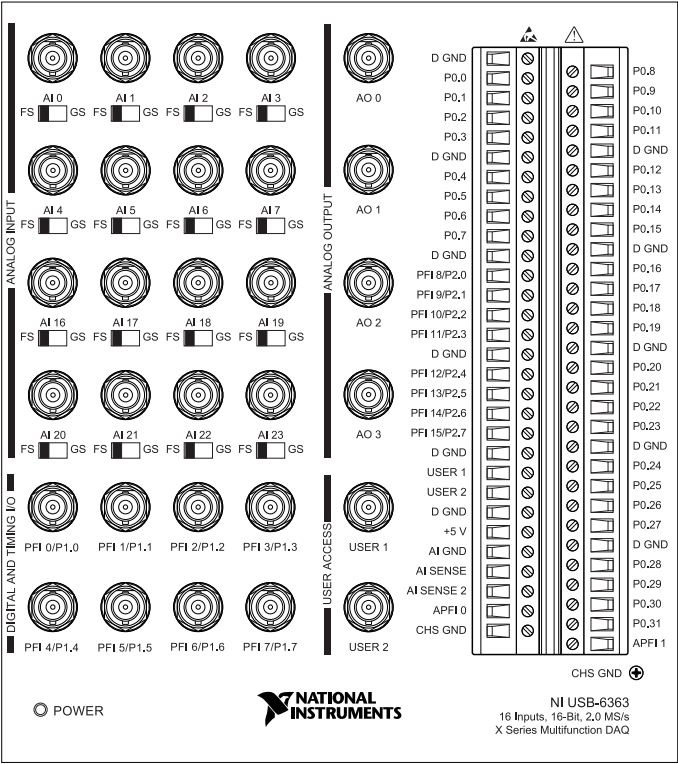 ANALOG INPUT
AI 0 AI 1 AI 2 AI 3
FS GS FS GS FS GS FS GS
AI 4 AI 5 AI 6 AI 7
FS GS FS GS FS GS FS GS
AI 16 AI 17 AI 18 AI 19
FS GS FS GS FS GS FS GS
AI 20 AI 21 AI 22 AI 23
FS GS FS GS FS GS FS GS
DIGITAL AND TIMING I/O
PFI 0/P1.0 PFI 1/P1.1 PFI 2/P1.2 PFI 3/P1.3
PFI 4/P1.4 PFI 5/P1.5 PFI 6/P1.6 PFI 7/P1.7
ANALOG OUTPUT
AO 0
AO 1
AO 2
AO 3
USER ACCESS
USER 1
USER 2
D GND
P0.0
P0.1
P0.2
P0.3
D GND
P0.4
P0.5
P0.6
P0.7
D GND
PFI 8/P2.0
PFI 9/P2.1
PFI 10/P2.2
PFI 11/P2.3
D GND
PFI 12/P2.4
PFI 13/P2.5
PFI 14/P2.6
PFI 15/P2.7
D GND
USER 1
USER 2
D GND
+5 V
AI GND
AI SENSE
AI SENSE 2
APFI 0
CHS GND
P0.8
P0.9
P0.10
P0.11
D GND
P0.12
P0.13
P0.14
P0.15
D GND
P0.16
P0.17
P0.18
P0.19
D GND
P0.20
P0.21
P0.22
P0.23
D GND
P0.24
P0.25
P0.26
P0.27
D GND
P0.28
P0.29
P0.30
P0.31
APFI 1
CHS GND
POWER
NATIONAL
INSTRUMENTS
NI USB-6363
16 Inputs, 16-Bit, 2.0 MS/s
X Series Multifunction DAQ